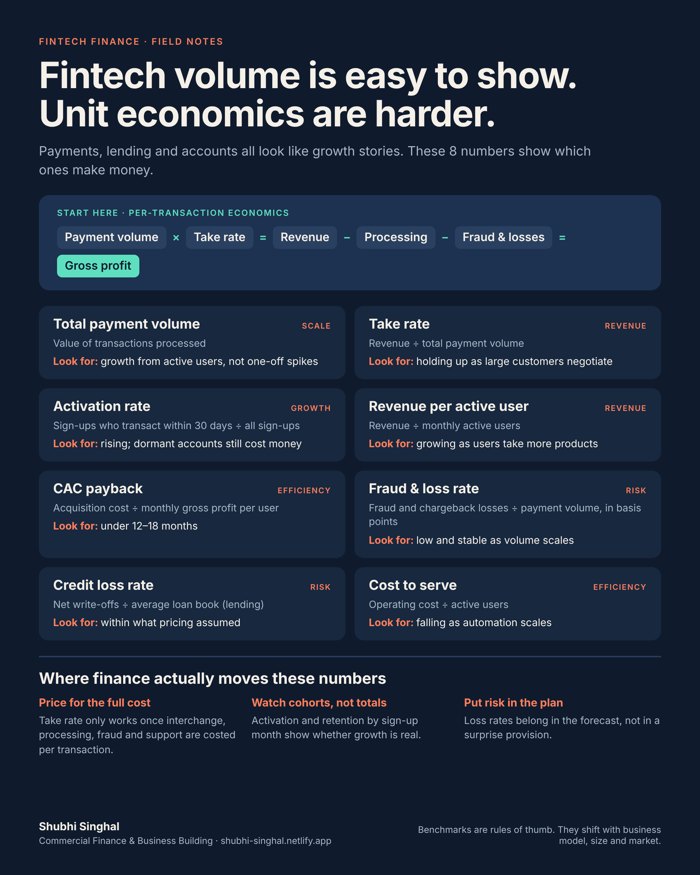 FINTECH FINANCE · FIELD NOTES
Fintech volume is easy to show.
Unit economics are harder.
Payments, lending and accounts all look like growth stories. These 8 numbers show which
ones make money.
START HERE · PER-TRANSACTION ECONOMICS
Payment volume × Take rate = Revenue − Processing − Fraud & losses =
Gross profit
Total payment volume SCALE
Value of transactions processed
Look for: growth from active users, not one-off spikes
Take rate REVENUE
Revenue ÷ total payment volume
Look for: holding up as large customers negotiate
Activation rate GROWTH
Sign-ups who transact within 30 days ÷ all sign-ups
Look for: rising; dormant accounts still cost money
Revenue per active user REVENUE
Revenue ÷ monthly active users
Look for: growing as users take more products
CAC payback EFFICIENCY
Acquisition cost ÷ monthly gross profit per user
Look for: under 12–18 months
Fraud & loss rate RISK
Fraud and chargeback losses ÷ payment volume, in basis
points
Look for: low and stable as volume scales
Credit loss rate RISK
Net write-offs ÷ average loan book (lending)
Look for: within what pricing assumed
Cost to serve EFFICIENCY
Operating cost ÷ active users
Look for: falling as automation scales
Where finance actually moves these numbers
Price for the full cost
Take rate only works once interchange,
processing, fraud and support are costed
per transaction.
Watch cohorts, not totals
Activation and retention by sign-up
month show whether growth is real.
Put risk in the plan
Loss rates belong in the forecast, not in a
surprise provision.
Shubhi Singhal
Commercial Finance & Business Building · shubhi-singhal.netlify.app
Benchmarks are rules of thumb. They shift with business
model, size and market.